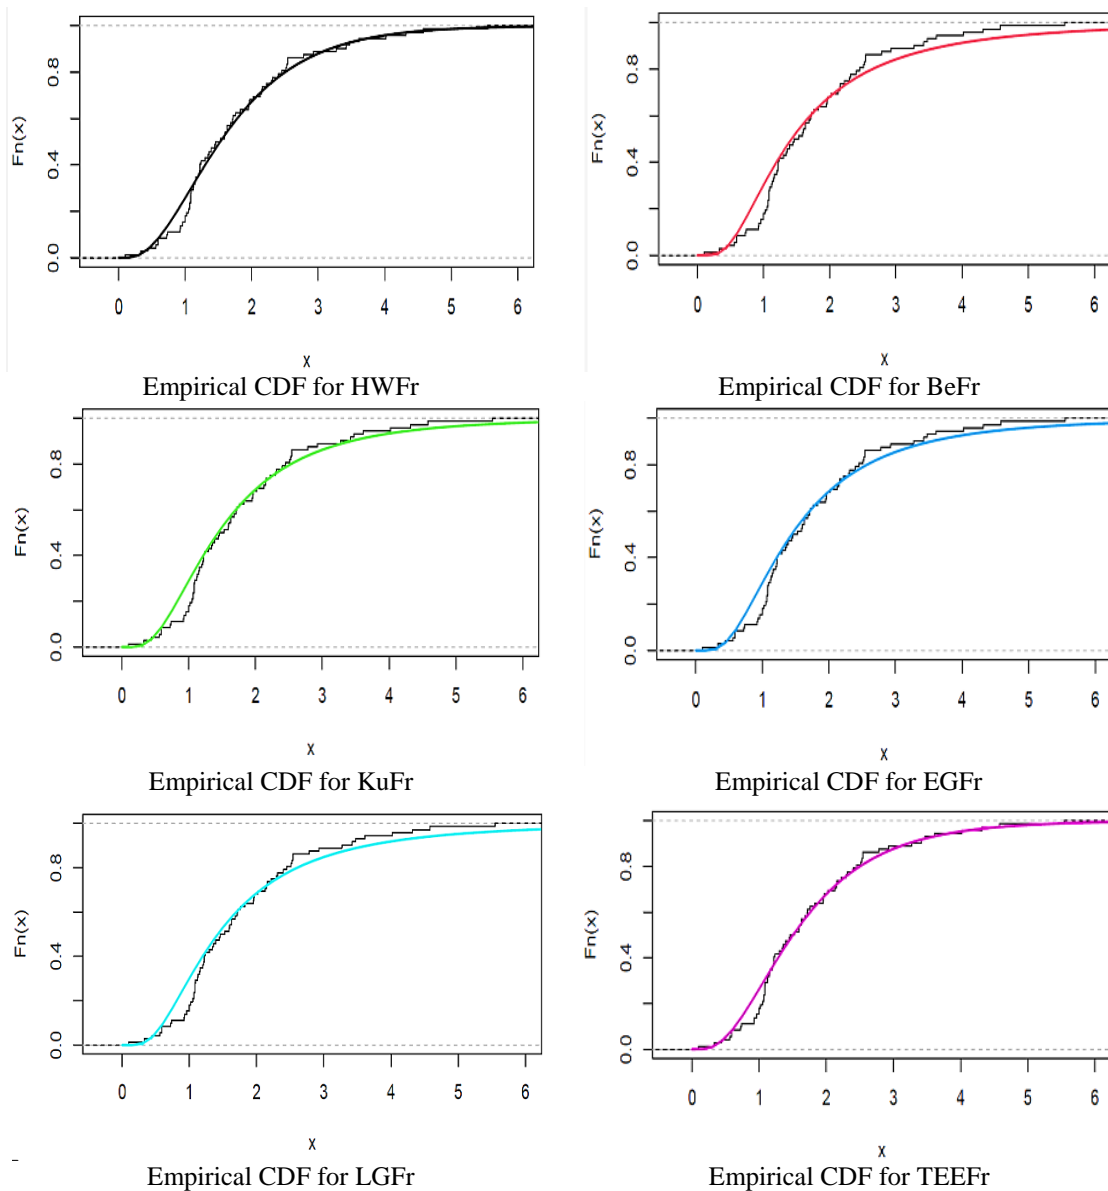 Fn(x)
0.0 0.4 0.8
0 1 2 3 4 5 6
x
Empirical CDF for HWFr
Fn(x)
0.0 0.4 0.8
0 1 2 3 4 5 6
x
Empirical CDF for BeFr
Fn(x)
0.0 0.4 0.8
0 1 2 3 4 5 6
x
Empirical CDF for KuFr
Fn(x)
0.0 0.4 0.8
0 1 2 3 4 5 6
x
Empirical CDF for EGFr
Fn(x)
0.0 0.4 0.8
0 1 2 3 4 5 6
x
Empirical CDF for LGFr
Fn(x)
0.0 0.4 0.8
0 1 2 3 4 5 6
x
Empirical CDF for TEEFr